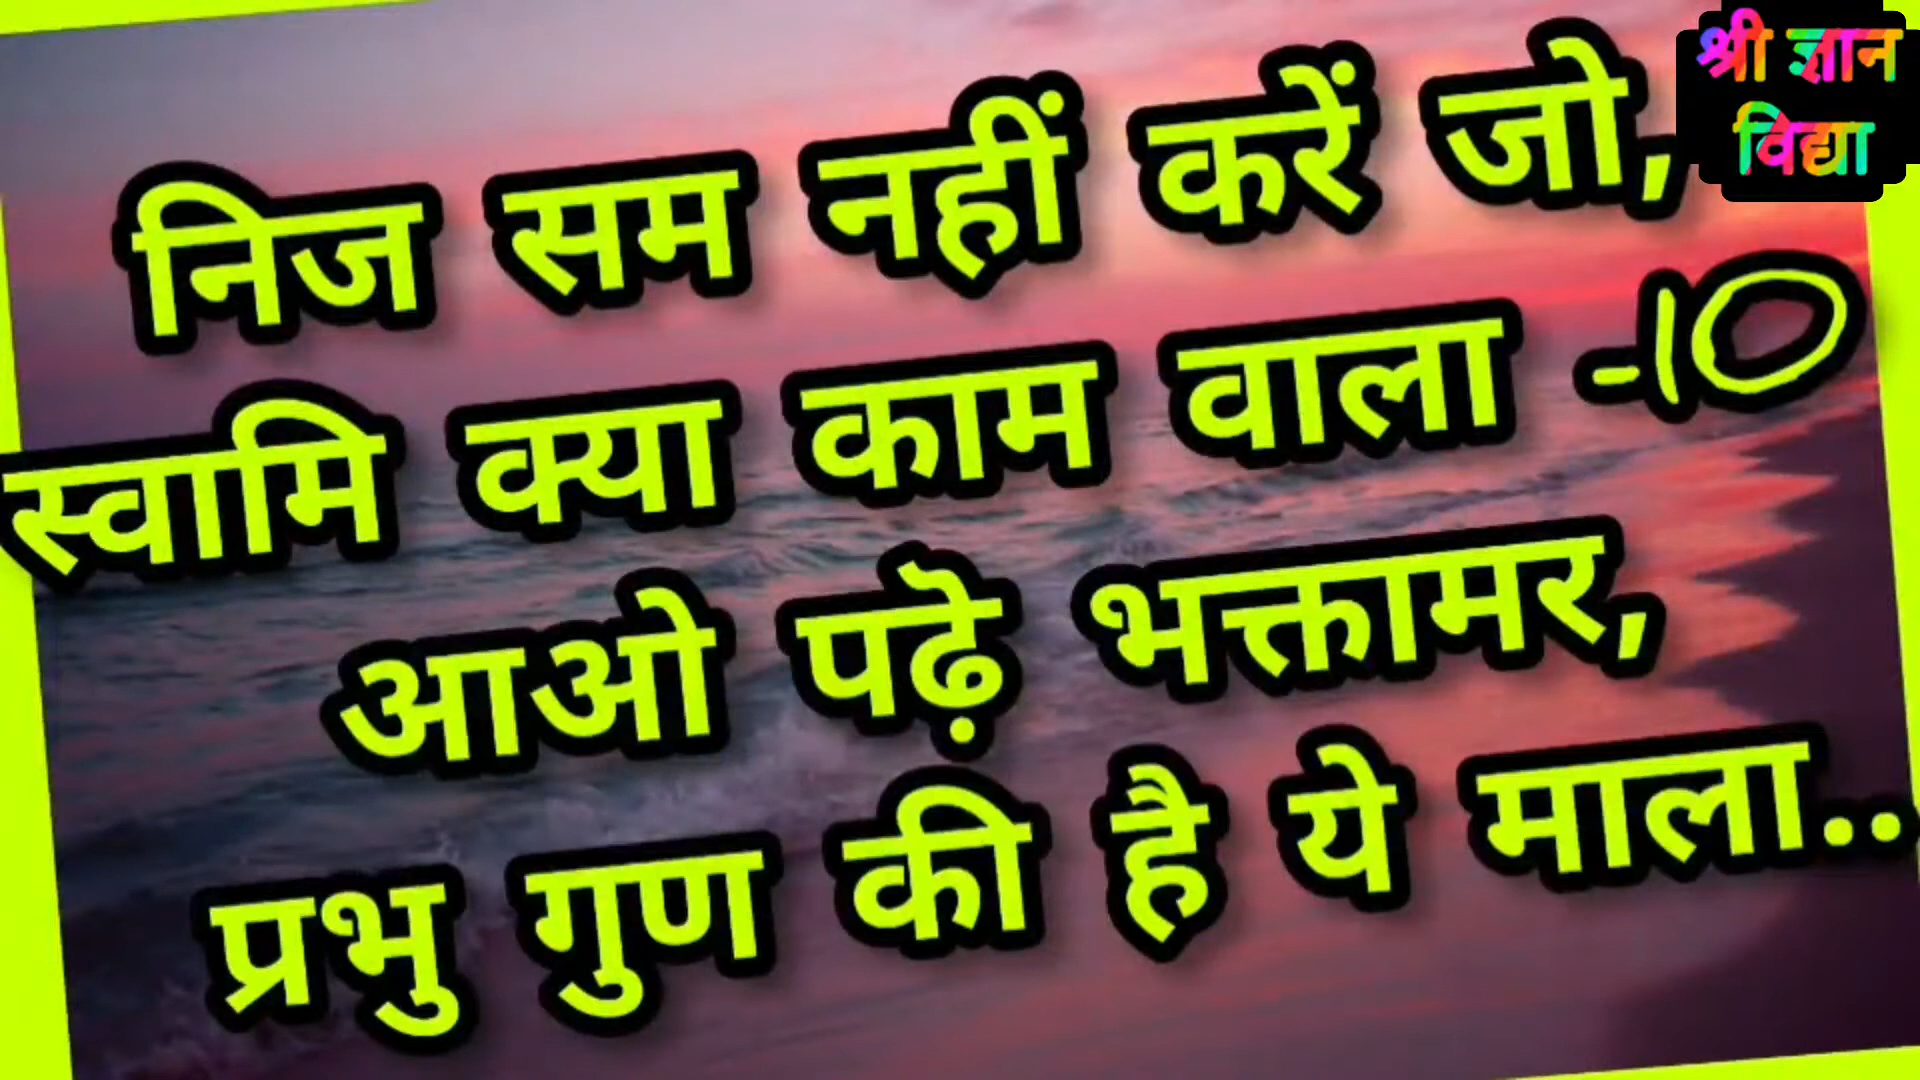 श्री ज्ञान
विद्या
निज सम नहीं करें जो,
स्वामि क्या काम वाला -10
आओ पढ़े भक्तामर,
प्रभु गुण की है ये माला..